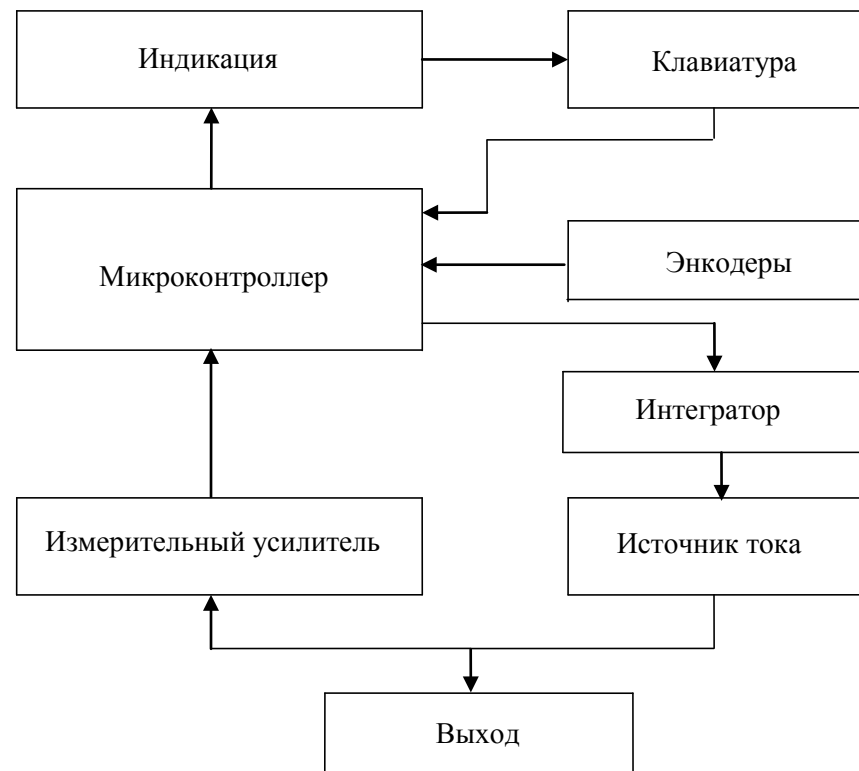 Индикация
Клавиатура
Микроконтроллер
Энкодеры
Интегратор
Измерительный усилитель
Источник тока
Выход